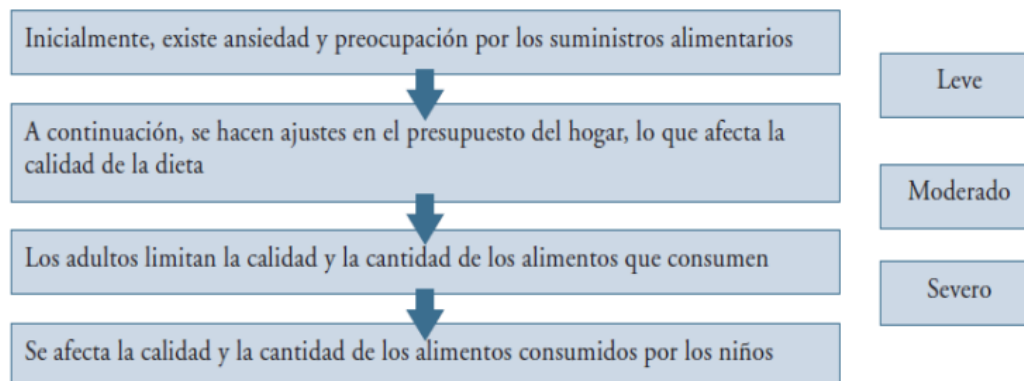 Inicialmente, existe ansiedad y preocupación por los suministros alimentarios
Leve
A continuación, se hacen ajustes en el presupuesto del hogar, lo que afecta la
calidad de la dieta
Moderado
Los adultos limitan la calidad y la cantidad de los alimentos que consumen
Severo
Se afecta la calidad y la cantidad de los alimentos consumidos por los niños